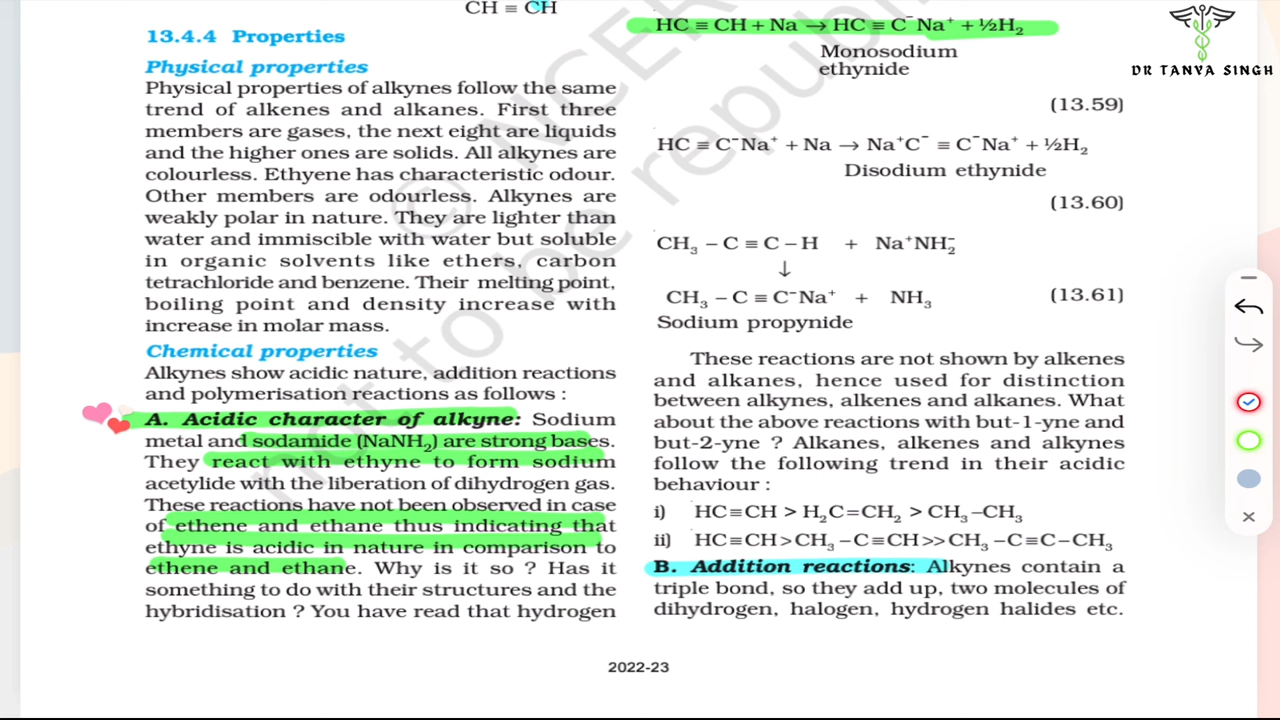 CH ≡ CH
13.4.4 Properties
Physical properties
Physical properties of alkynes follow the same
trend of alkenes and alkanes. First three
members are gases, the next eight are liquids
and the higher ones are solids. All alkynes are
colourless. Ethyene has characteristic odour.
Other members are odourless. Alkynes are
weakly polar in nature. They are lighter than
water and immiscible with water but soluble
in organic solvents like ethers, carbon
tetrachloride and benzene. Their melting point,
boiling point and density increase with
increase in molar mass.
Chemical properties
Alkynes show acidic nature, addition reactions
and polymerisation reactions as follows :
A. Acidic character of alkyne: Sodium
metal and sodamide (NaNH₂) are strong bases.
They react with ethyne to form sodium
acetylide with the liberation of dihydrogen gas.
These reactions have not been observed in case
of ethene and ethane thus indicating that
ethyne is acidic in nature in comparison to
ethene and ethane. Why is it so ? Has it
something to do with their structures and the
hybridisation ? You have read that hydrogen
HC ≡ CH + Na → HC ≡ C⁻Na⁺ + ½H₂
Monosodium
ethynide
(13.59)
HC ≡ C⁻Na⁺ + Na → Na⁺C⁻ ≡ C⁻Na⁺ + ½H₂
Disodium ethynide
(13.60)
CH₃ – C ≡ C – H + Na⁺NH₂⁻
↓
CH₃ – C ≡ C⁻Na⁺ + NH₃ (13.61)
Sodium propynide
These reactions are not shown by alkenes
and alkanes, hence used for distinction
between alkynes, alkenes and alkanes. What
about the above reactions with but-1-yne and
but-2-yne ? Alkanes, alkenes and alkynes
follow the following trend in their acidic
behaviour :
i) HC≡CH > H₂C=CH₂ > CH₃–CH₃
ii) HC≡CH>CH₃–C≡CH>>CH₃–C≡C–CH₃
B. Addition reactions: Alkynes contain a
triple bond, so they add up, two molecules of
dihydrogen, halogen, hydrogen halides etc.
2022-23
DR TANYA SINGH
© NCER
not to be republi